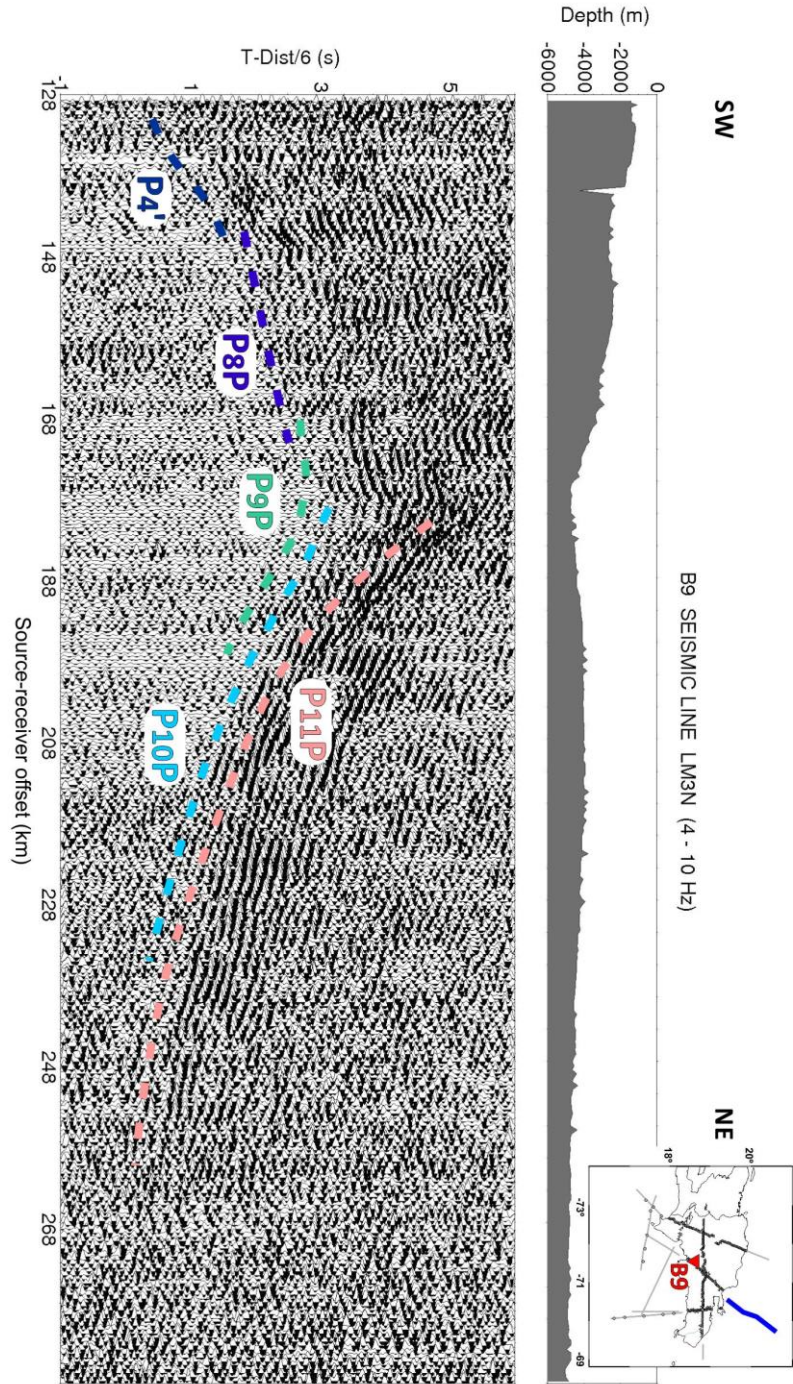 B9 SEISMIC LINE LM3N (4 - 10 Hz)
SW
NE
Depth (m)
0
-2000
-4000
-6000
20°
18°
-73°
-71°
-69
B9
T-Dist/6 (s)
5
3
1
-1
P4'
P8P
P9P
P10P
P11P
128
148
168
188
208
228
248
268
Source-receiver offset (km)